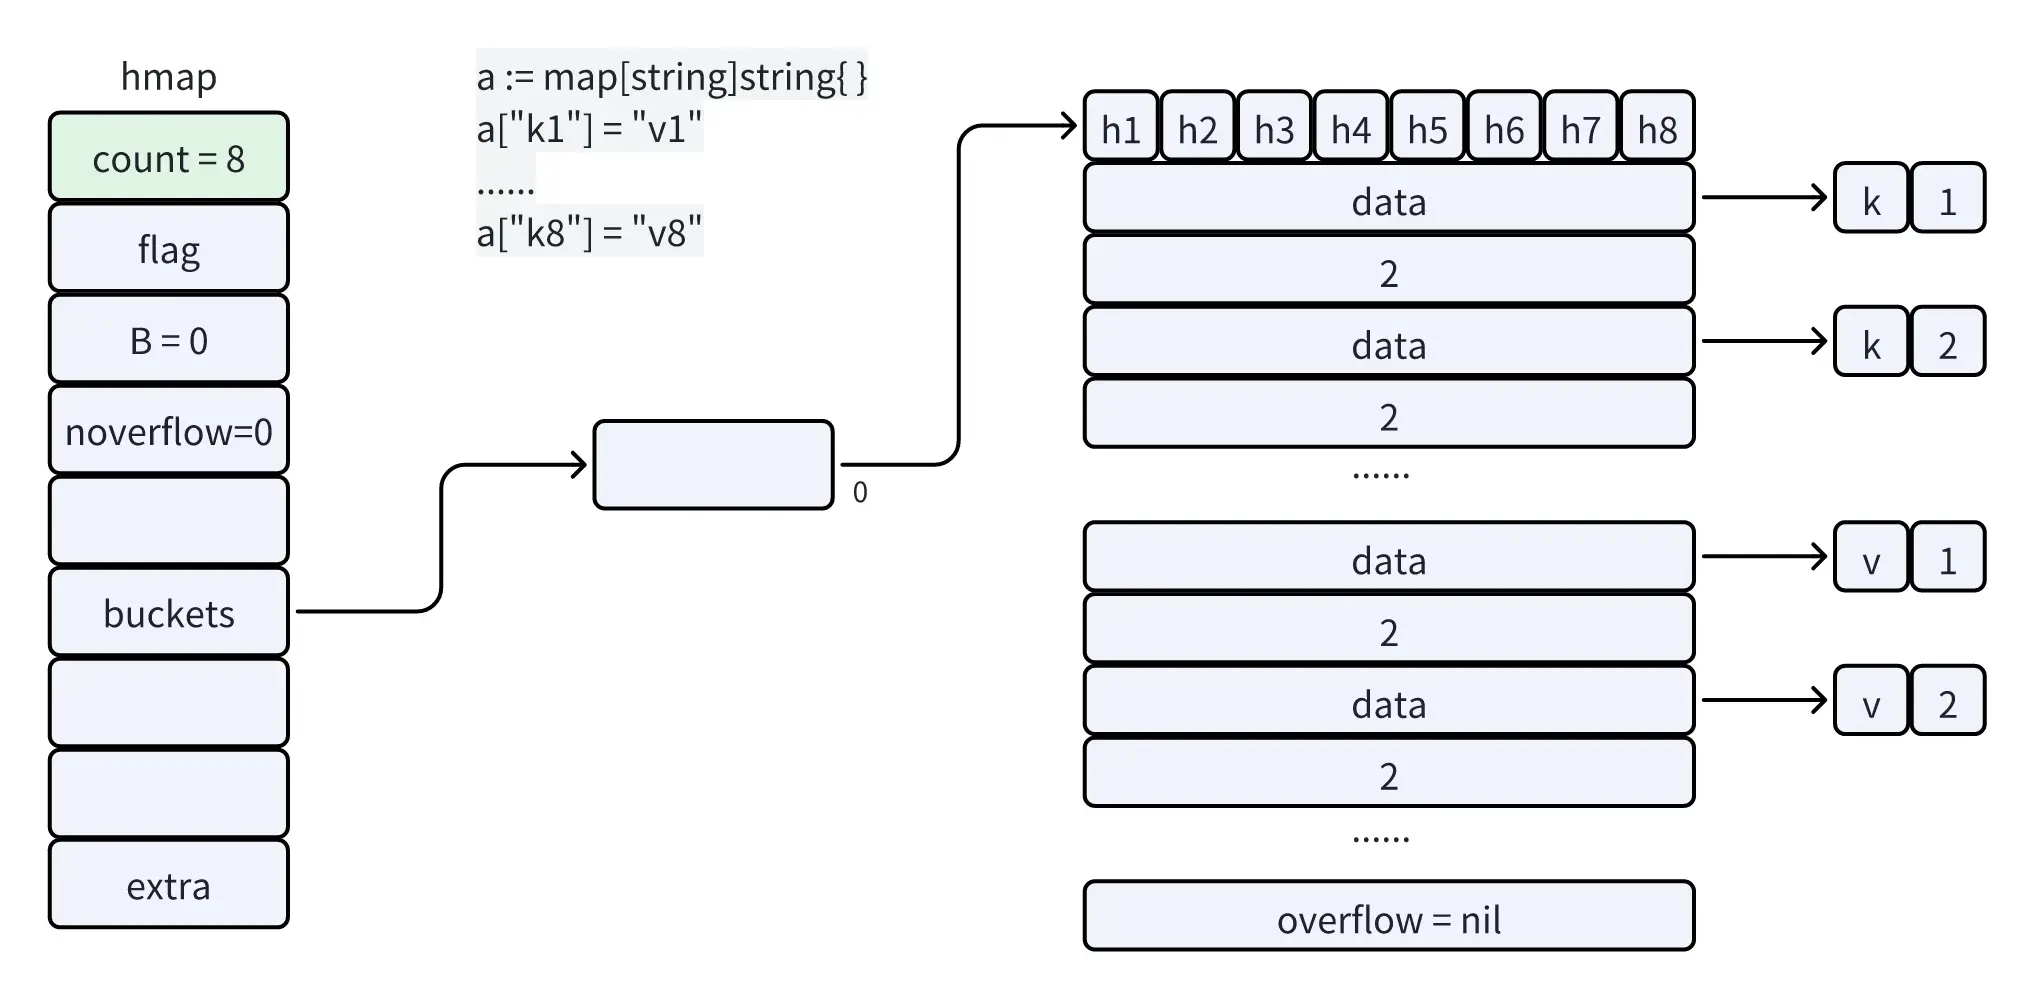 hmap
count = 8
flag
B = 0
noverflow=0
buckets
extra
a := map[string]string{ }
a["k1"] = "v1"
......
a["k8"] = "v8"
0
h1 h2 h3 h4 h5 h6 h7 h8
data
k 1
2
data
k 2
2
......
data
v 1
2
data
v 2
2
......
overflow = nil